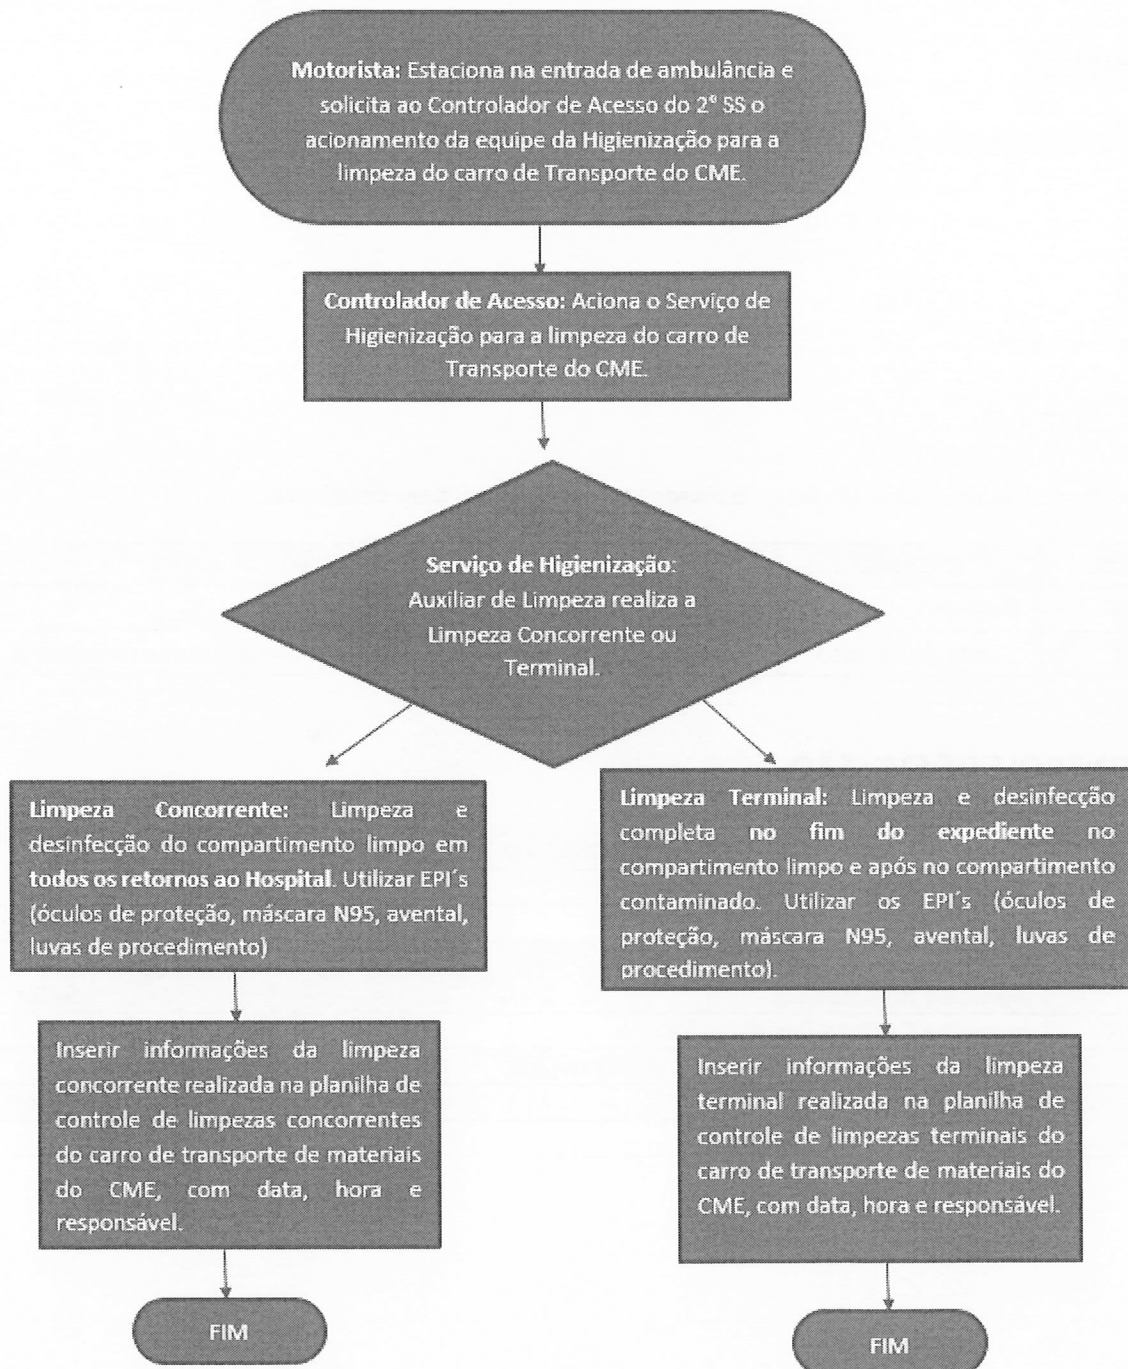 Motorista: Estaciona na entrada de ambulância e
solicita ao Controlador de Acesso do 2º SS o
acionamento da equipe da Higienização para a
limpeza do carro de Transporte do CME.
Controlador de Acesso: Aciona o Serviço de
Higienização para a limpeza do carro de
Transporte do CME.
Serviço de Higienização:
Auxiliar de Limpeza realiza a
Limpeza Concorrente ou
Terminal.
Limpeza Concorrente: Limpeza e
desinfecção do compartimento limpo em
todos os retornos ao Hospital. Utilizar EPI´s
(óculos de proteção, máscara N95, avental,
luvas de procedimento)
Inserir informações da limpeza
concorrente realizada na planilha de
controle de limpezas concorrentes
do carro de transporte de materiais
do CME, com data, hora e
responsável.
FIM
Limpeza Terminal: Limpeza e desinfecção
completa no fim do expediente no
compartimento limpo e após no compartimento
contaminado. Utilizar os EPI´s (óculos de
proteção, máscara N95, avental, luvas de
procedimento).
Inserir informações da limpeza
terminal realizada na planilha de
controle de limpezas terminais do
carro de transporte de materiais do
CME, com data, hora e responsável.
FIM